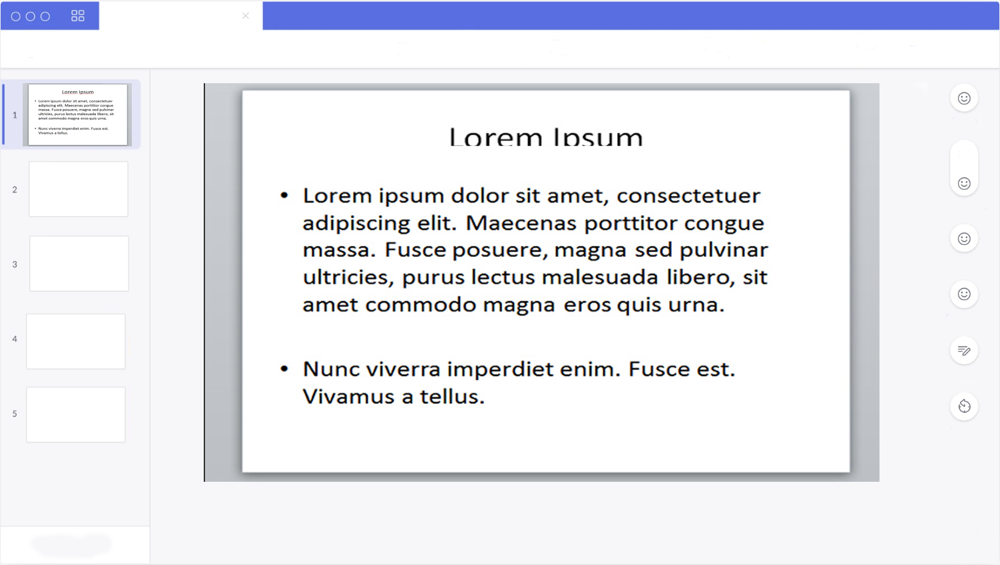 1
Lorem Ipsum
• Lorem ipsum dolor sit amet, consectetuer
adipiscing elit. Maecenas porttitor congue
massa. Fusce posuere, magna sed pulvinar
ultricies, purus lectus malesuada libero, sit
amet commodo magna eros quis urna.
• Nunc viverra imperdiet enim. Fusce est.
Vivamus a tellus.
2
3
4
5
Lorem Ipsum
• Lorem ipsum dolor sit amet, consectetuer
adipiscing elit. Maecenas porttitor congue
massa. Fusce posuere, magna sed pulvinar
ultricies, purus lectus malesuada libero, sit
amet commodo magna eros quis urna.
• Nunc viverra imperdiet enim. Fusce est.
Vivamus a tellus.